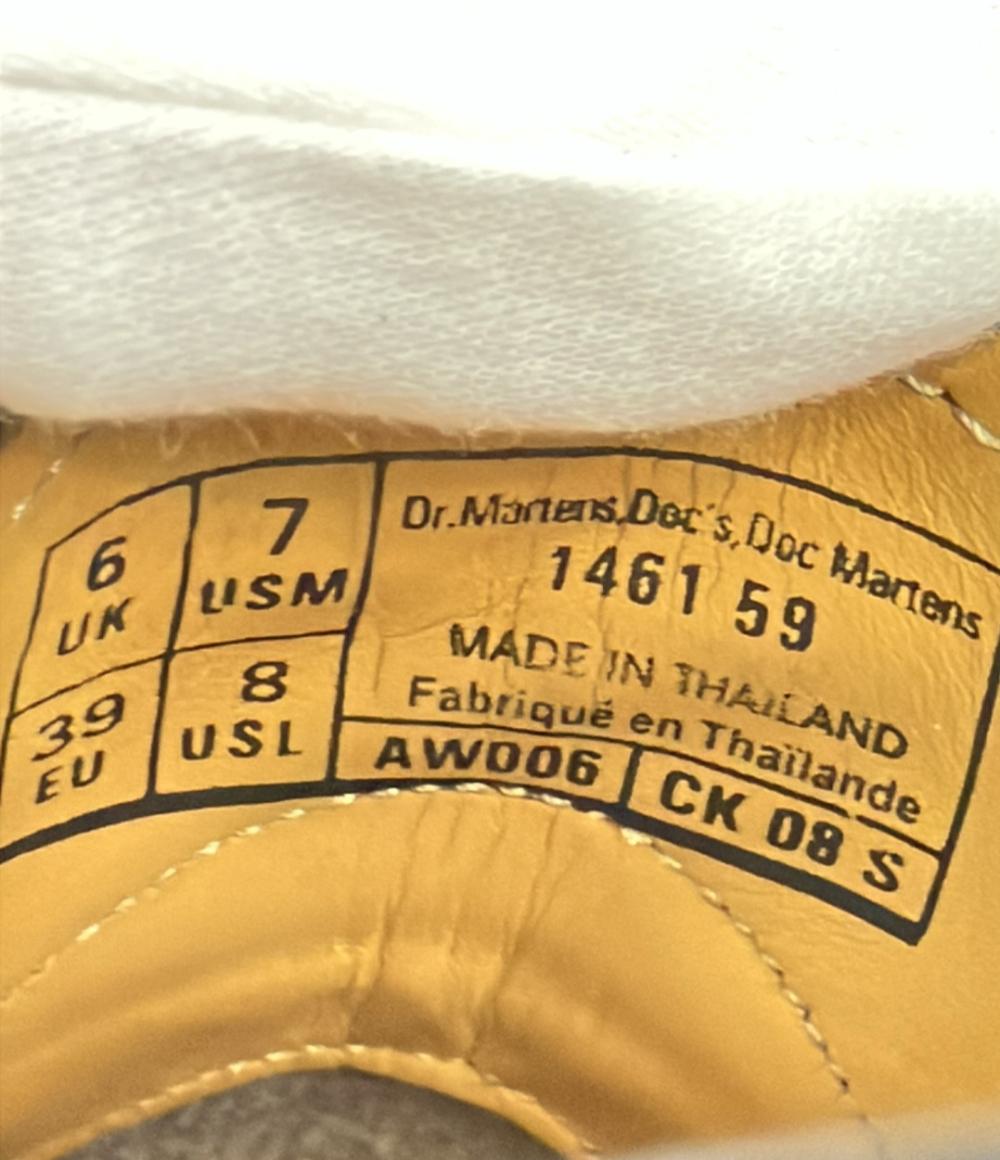 6
UK
7
USM
39
EU
8
USL
Dr.Martens,Doc's,Doc Martens
1461 59
MADE IN THAILAND
Fabriqué en Thaïlande
AW006
CK 08 S